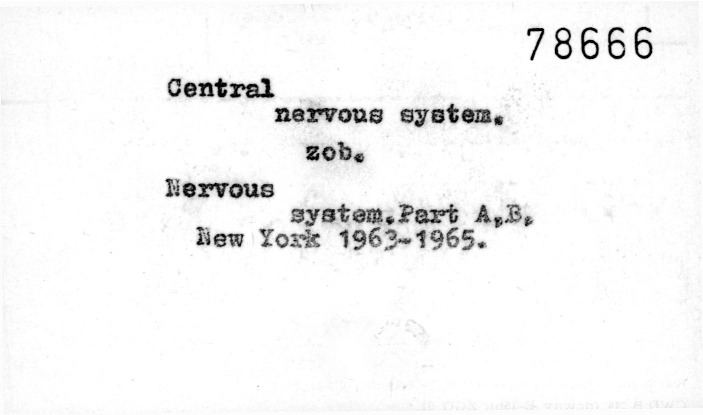 78666
Central
nervous system.
zob.
Nervous
system.Part A,B,
New York 1963-1965.